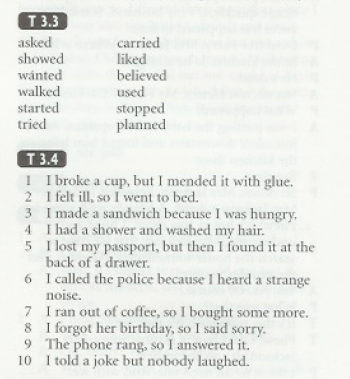 T 3.3
asked carried
showed liked
wanted believed
walked used
started stopped
tried planned
T 3.4
1 I broke a cup, but I mended it with glue.
2 I felt ill, so I went to bed.
3 I made a sandwich because I was hungry.
4 I had a shower and washed my hair.
5 I lost my passport, but then I found it at the
back of a drawer.
6 I called the police because I heard a strange
noise.
7 I ran out of coffee, so I bought some more.
8 I forgot her birthday, so I said sorry.
9 The phone rang, so I answered it.
10 I told a joke but nobody laughed.